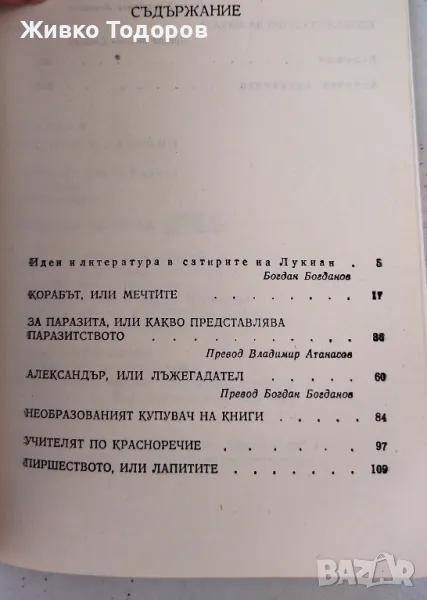 Живко Тодоров
СЪДЪРЖАНИЕ
Идеи и литература в сатирите на Лукиан . 5
Богдан Богданов
КОРАБЪТ, ИЛИ МЕЧТИТЕ . . . . . . . . 17
ЗА ПАРАЗИТА, ИЛИ КАКВО ПРЕДСТАВЛЯВА
ПАРАЗИТСТВОТО . . . . . . . . . . 36
Превод Владимир Атанасов
АЛЕКСАНДЪР, ИЛИ ЛЪЖЕГАДАТЕЛ . . . . . 60
Превод Богдан Богданов
НЕОБРАЗОВАНИЯТ КУПУВАЧ НА КНИГИ . . . . 84
УЧИТЕЛЯТ ПО КРАСНОРЕЧИЕ . . . . . . . 97
ПИРШЕСТВОТО, ИЛИ ЛАПИТИТЕ . . . . . . 109
BAZAR